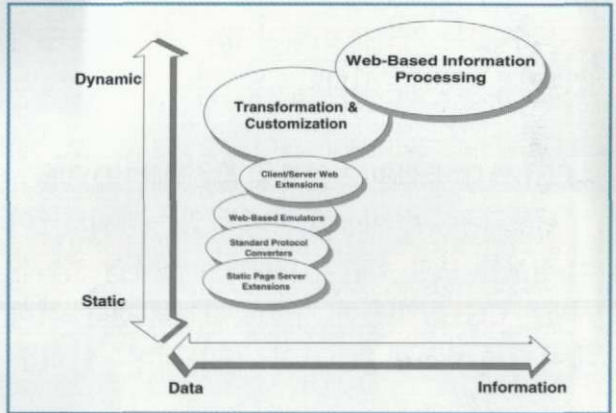 Dynamic
Web-Based Information
Processing
Transformation &
Customization
Client/Server Web
Extensions
Web-Based Emulators
Standard Protocol
Converters
Static Page Server
Extensions
Static
Data
Information